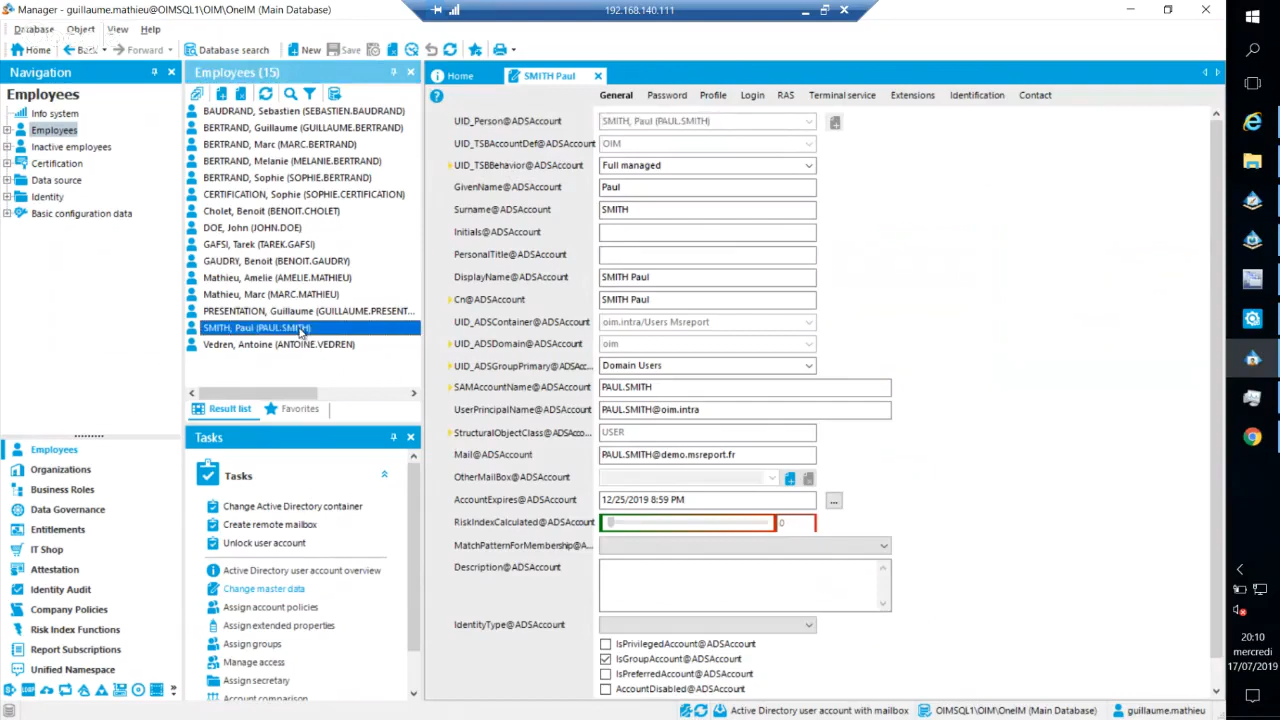 Manager - guillaume.mathieu@OIMSQL1\OIM\OneIM (Main Database)
192.168.140.111
Database Object View Help
Home Back Forward Database search New Save
Navigation
Employees
Info system
Employees
Inactive employees
Certification
Data source
Identity
Basic configuration data
Employees
Organizations
Business Roles
Data Governance
Entitlements
IT Shop
Attestation
Identity Audit
Company Policies
Risk Index Functions
Report Subscriptions
Unified Namespace
Employees (15)
BAUDRAND, Sebastien (SEBASTIEN.BAUDRAND)
BERTRAND, Guillaume (GUILLAUME.BERTRAND)
BERTRAND, Marc (MARC.BERTRAND)
BERTRAND, Melanie (MELANIE.BERTRAND)
BERTRAND, Sophie (SOPHIE.BERTRAND)
CERTIFICATION, Sophie (SOPHIE.CERTIFICATION)
Cholet, Benoit (BENOIT.CHOLET)
DOE, John (JOHN.DOE)
GAFSI, Tarek (TAREK.GAFSI)
GAUDRY, Benoit (BENOIT.GAUDRY)
Mathieu, Amelie (AMELIE.MATHIEU)
Mathieu, Marc (MARC.MATHIEU)
PRESENTATION, Guillaume (GUILLAUME.PRESENT...
SMITH, Paul (PAUL.SMITH)
Vedren, Antoine (ANTOINE.VEDREN)
Result list Favorites
Tasks
Tasks
Change Active Directory container
Create remote mailbox
Unlock user account
Active Directory user account overview
Change master data
Assign account policies
Assign extended properties
Assign groups
Manage access
Assign secretary
Account comparison
Home SMITH Paul
General Password Profile Login RAS Terminal service Extensions Identification Contact
UID_Person@ADSAccount SMITH, Paul (PAUL.SMITH)
UID_TSBAccountDef@ADSAccount OIM
UID_TSBBehavior@ADSAccount Full managed
GivenName@ADSAccount Paul
Surname@ADSAccount SMITH
Initials@ADSAccount
PersonalTitle@ADSAccount
DisplayName@ADSAccount SMITH Paul
Cn@ADSAccount SMITH Paul
UID_ADSContainer@ADSAccount oim.intra/Users Msreport
UID_ADSDomain@ADSAccount oim
UID_ADSGroupPrimary@ADSAc... Domain Users
SAMAccountName@ADSAccount PAUL.SMITH
UserPrincipalName@ADSAccount PAUL.SMITH@oim.intra
StructuralObjectClass@ADSAcco... USER
Mail@ADSAccount PAUL.SMITH@demo.msreport.fr
OtherMailBox@ADSAccount
AccountExpires@ADSAccount 12/25/2019 8:59 PM ...
RiskIndexCalculated@ADSAccount 0
MatchPatternForMembership@A...
Description@ADSAccount
IdentityType@ADSAccount
IsPrivilegedAccount@ADSAccount
IsGroupAccount@ADSAccount
IsPreferredAccount@ADSAccount
AccountDisabled@ADSAccount
Active Directory user account with mailbox OIMSQL1\OIM\OneIM (Main Database) guillaume.mathieu
20:10
mercredi
17/07/2019